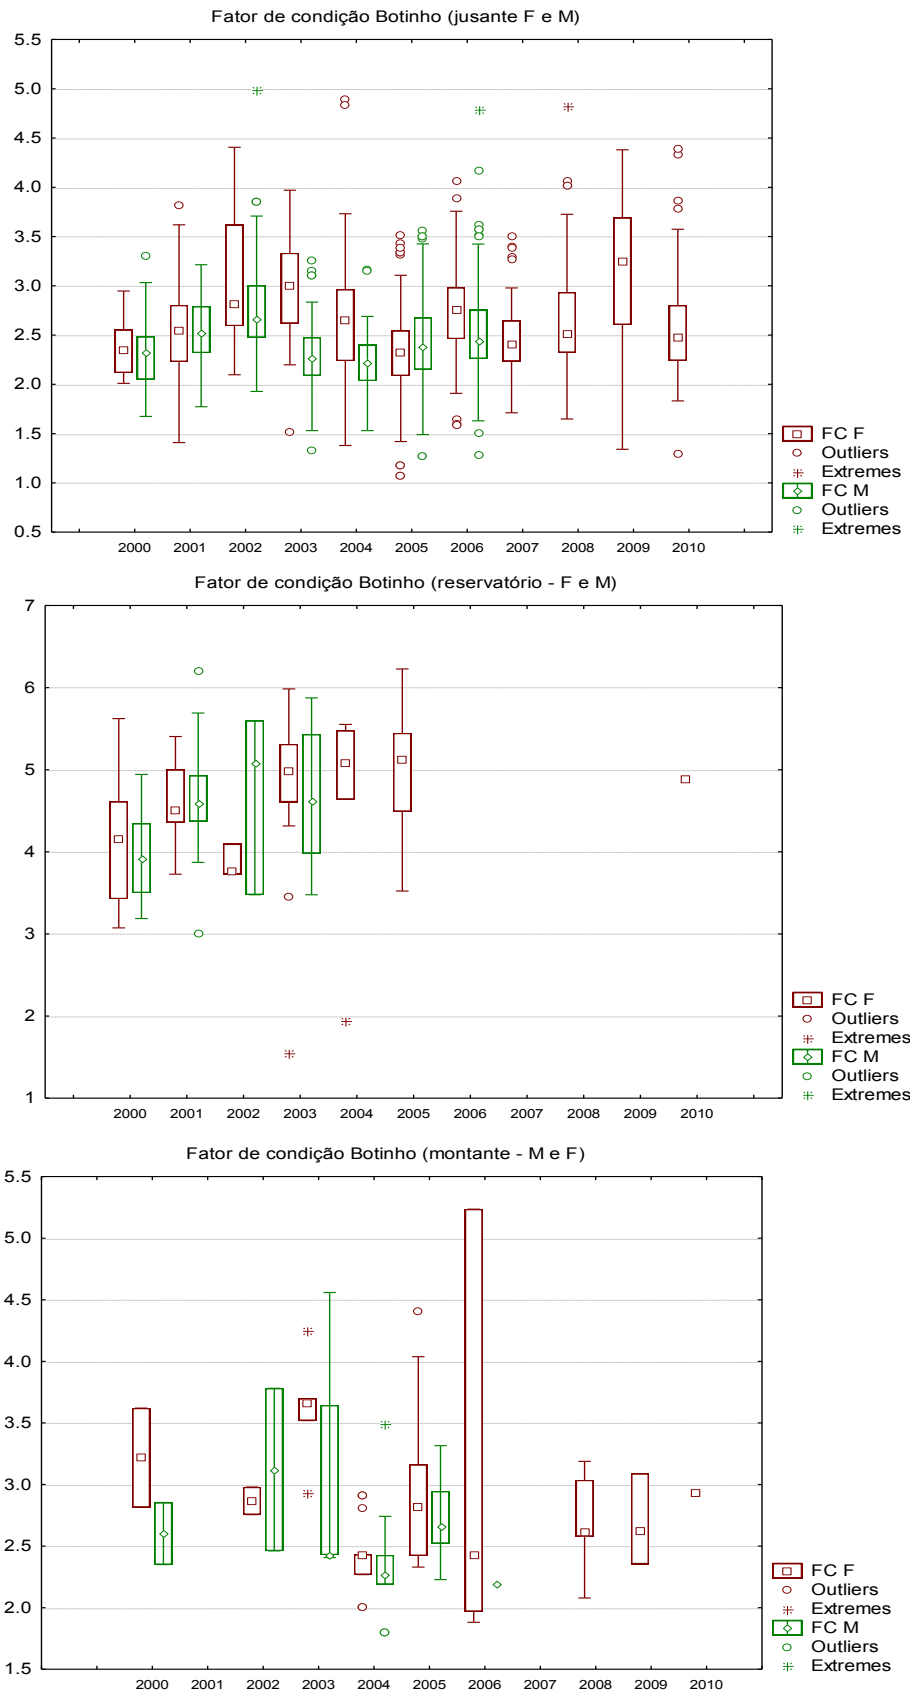 Fator de condição Botinho (jusante F e M)
5.5
5.0
4.5
4.0
3.5
3.0
2.5
2.0
1.5
1.0
0.5
2000 2001 2002 2003 2004 2005 2006 2007 2008 2009 2010
FC F
Outliers
Extremes
FC M
Outliers
Extremes
Fator de condição Botinho (reservatório - F e M)
7
6
5
4
3
2
1
2000 2001 2002 2003 2004 2005 2006 2007 2008 2009 2010
FC F
Outliers
Extremes
FC M
Outliers
Extremes
Fator de condição Botinho (montante - M e F)
5.5
5.0
4.5
4.0
3.5
3.0
2.5
2.0
1.5
2000 2001 2002 2003 2004 2005 2006 2007 2008 2009 2010
FC F
Outliers
Extremes
FC M
Outliers
Extremes